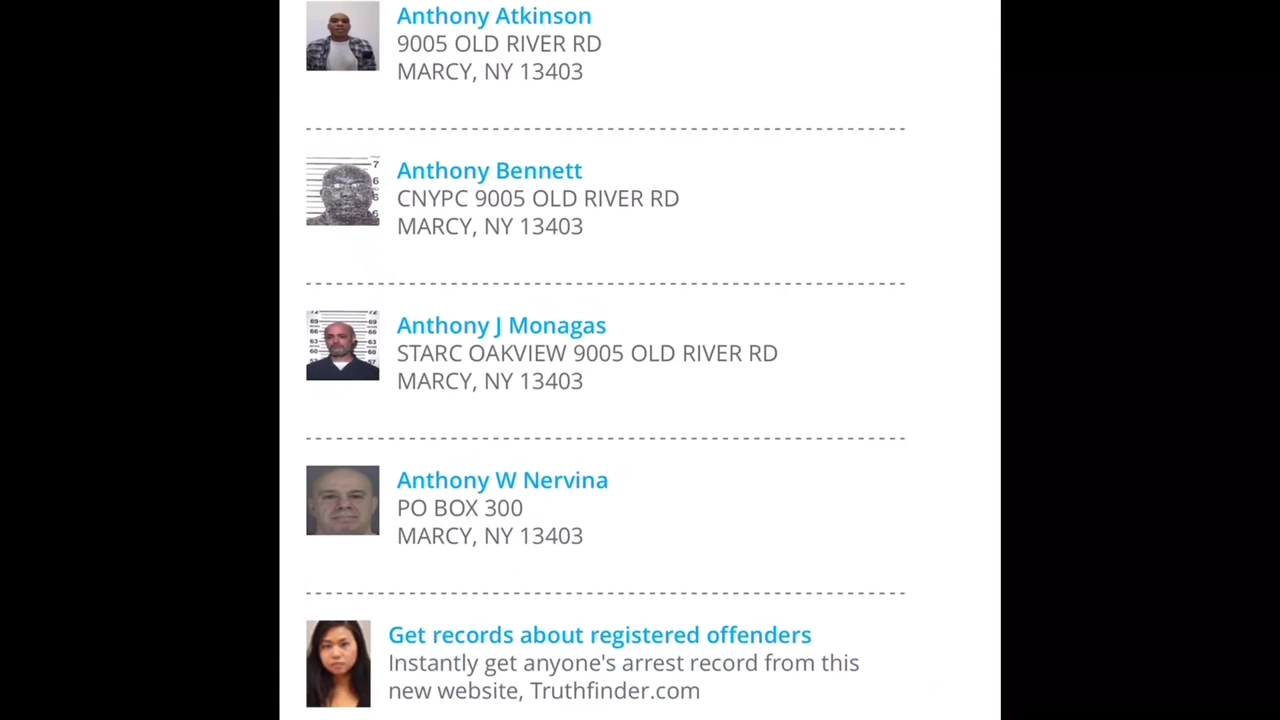 Anthony Atkinson
9005 OLD RIVER RD
MARCY, NY 13403
Anthony Bennett
CNYPC 9005 OLD RIVER RD
MARCY, NY 13403
Anthony J Monagas
STARC OAKVIEW 9005 OLD RIVER RD
MARCY, NY 13403
Anthony W Nervina
PO BOX 300
MARCY, NY 13403
Get records about registered offenders
Instantly get anyone's arrest record from this
new website, Truthfinder.com